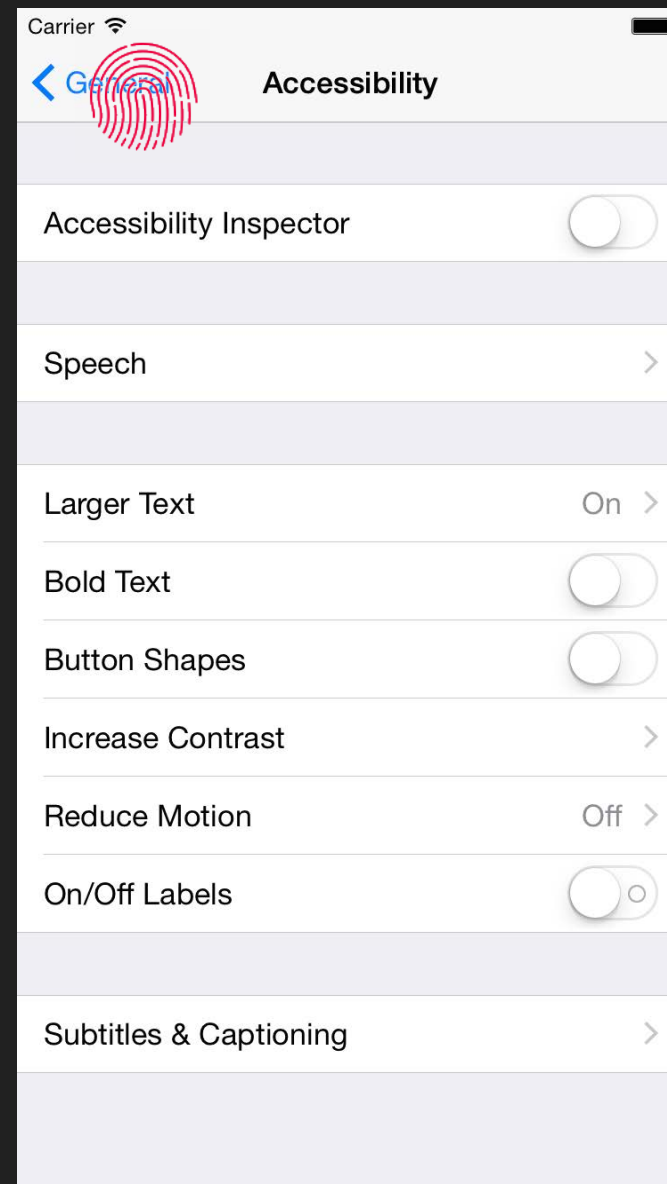 Carrier
General
Accessibility
Accessibility Inspector
Speech
Larger Text On
Bold Text
Button Shapes
Increase Contrast
Reduce Motion Off
On/Off Labels
Subtitles & Captioning